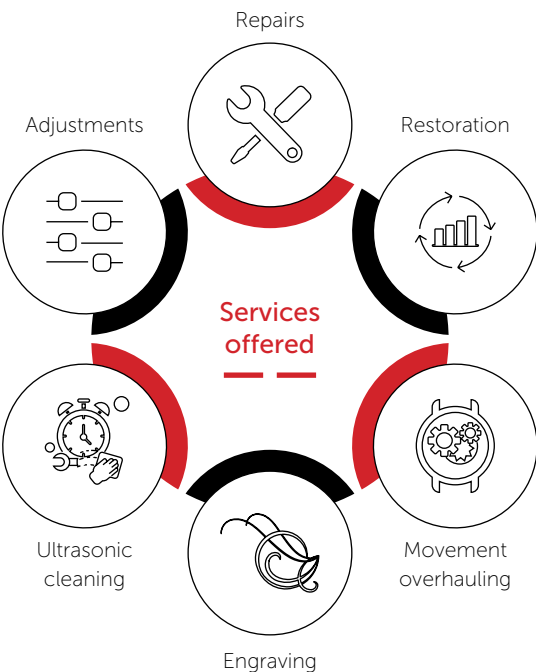 Repairs
Adjustments
Restoration
Services
offered
Ultrasonic
cleaning
Movement
overhauling
Engraving